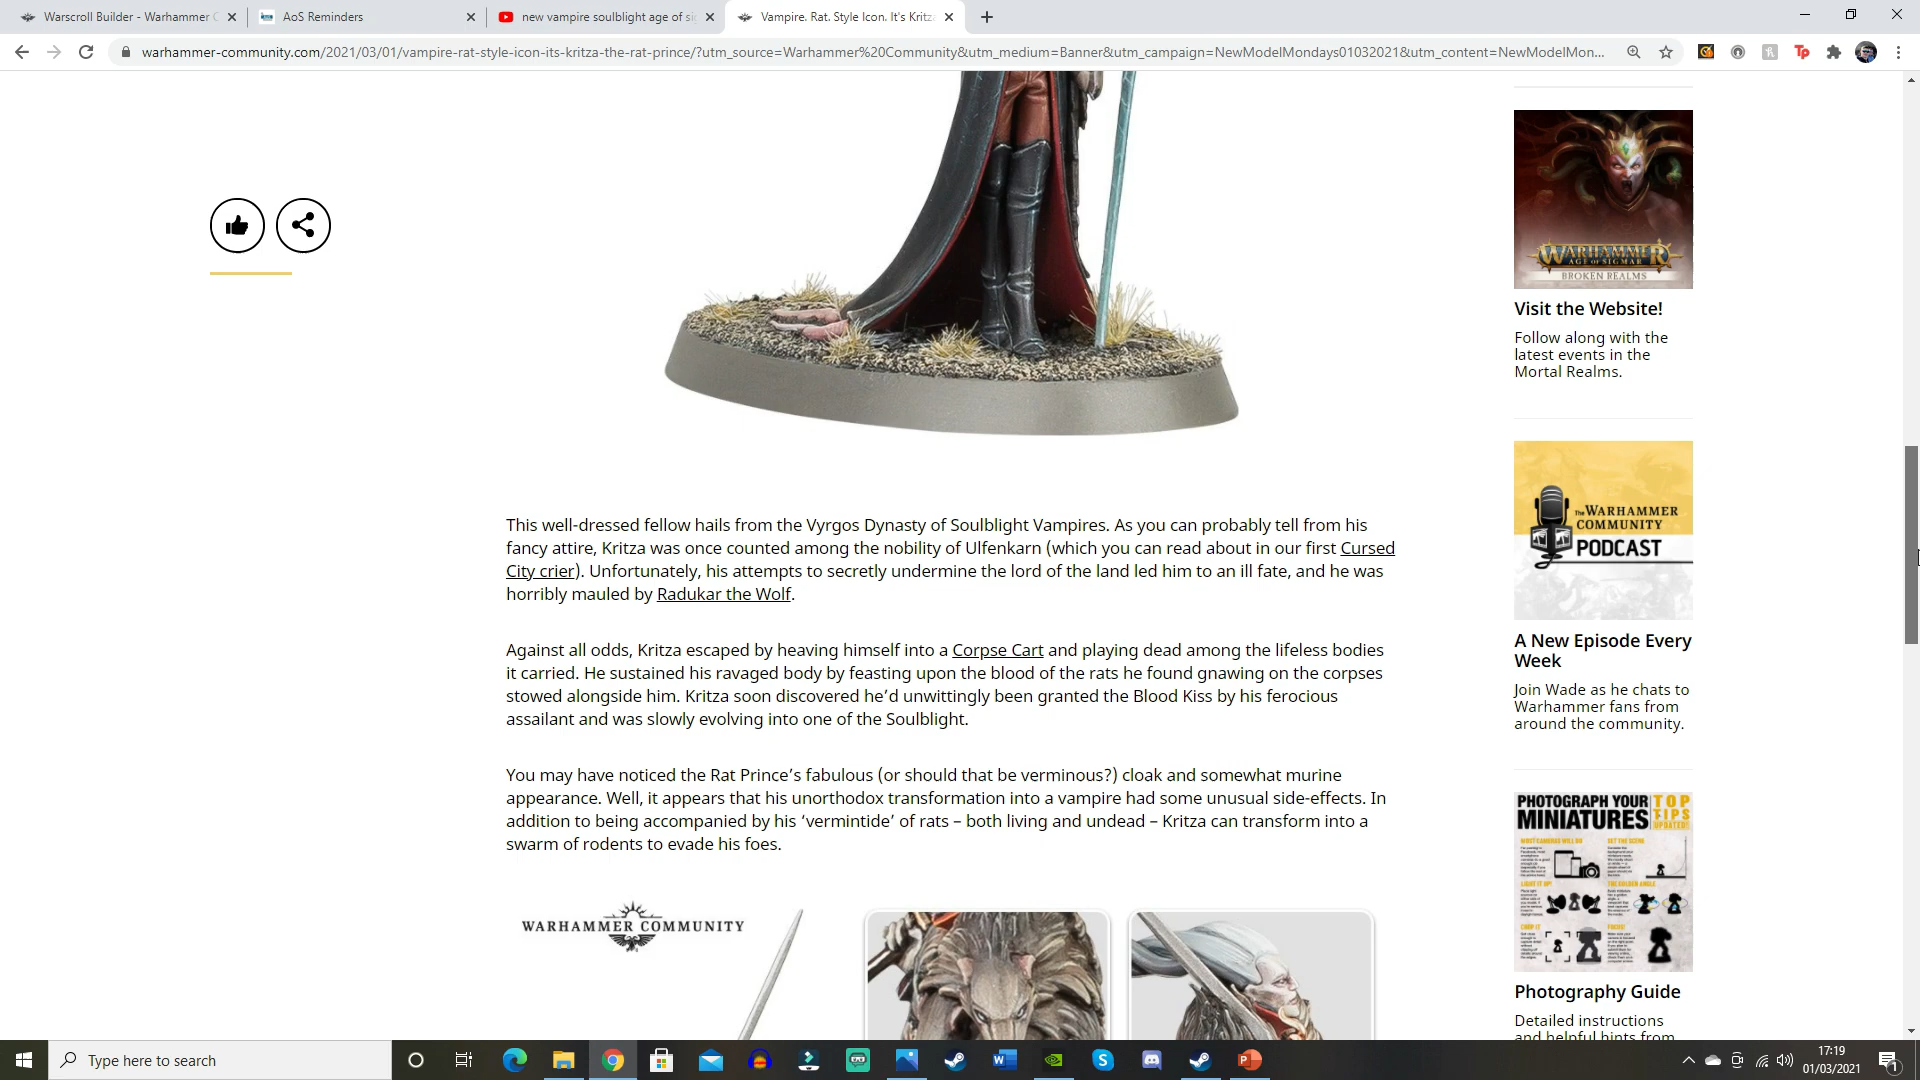 Warscroll Builder - Warhammer
AoS Reminders
new vampire soulblight age of si
Vampire. Rat. Style Icon. It's Kritz
warhammer-community.com/2021/03/01/vampire-rat-style-icon-its-kritza-the-rat-prince/?utm_source=Warhammer%20Community&utm_medium=Banner&utm_campaign=NewModelMondays01032021&utm_content=NewModelMon...
WARHAMMER
AGE OF SIGMAR
BROKEN REALMS
Visit the Website!
Follow along with the
latest events in the
Mortal Realms.
The WARHAMMER
COMMUNITY
PODCAST
A New Episode Every
Week
Join Wade as he chats to
Warhammer fans from
around the community.
PHOTOGRAPH YOUR
MINIATURES
TOP
TIPS
UPDATED!
Photography Guide
Detailed instructions
and helpful hints from
This well-dressed fellow hails from the Vyrgos Dynasty of Soulblight Vampires. As you can probably tell from his
fancy attire, Kritza was once counted among the nobility of Ulfenkarn (which you can read about in our first Cursed
City crier). Unfortunately, his attempts to secretly undermine the lord of the land led him to an ill fate, and he was
horribly mauled by Radukar the Wolf.
Against all odds, Kritza escaped by heaving himself into a Corpse Cart and playing dead among the lifeless bodies
it carried. He sustained his ravaged body by feasting upon the blood of the rats he found gnawing on the corpses
stowed alongside him. Kritza soon discovered he’d unwittingly been granted the Blood Kiss by his ferocious
assailant and was slowly evolving into one of the Soulblight.
You may have noticed the Rat Prince’s fabulous (or should that be verminous?) cloak and somewhat murine
appearance. Well, it appears that his unorthodox transformation into a vampire had some unusual side-effects. In
addition to being accompanied by his ‘vermintide’ of rats – both living and undead – Kritza can transform into a
swarm of rodents to evade his foes.
WARHAMMER COMMUNITY
Type here to search
17:19
01/03/2021